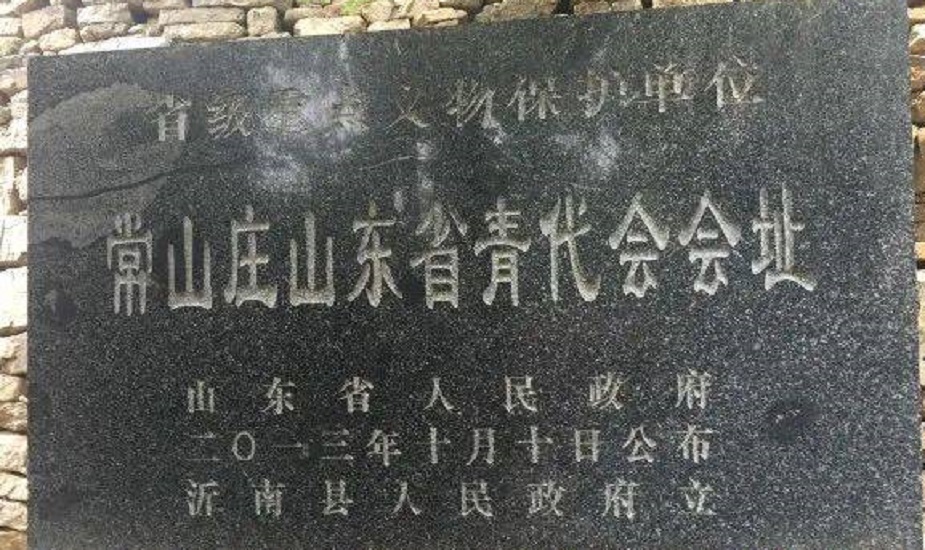 省级重点文物保护单位
常山庄山东省青代会会址
山东省人民政府
二〇一三年十月十日公布
沂南县人民政府立